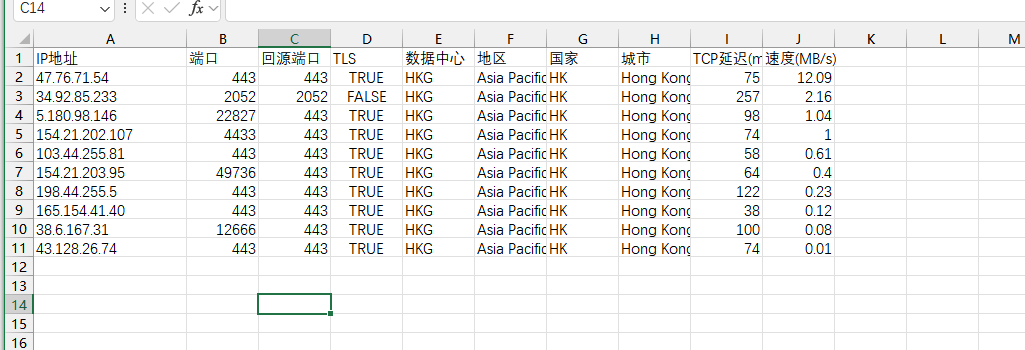 C14 fx
A B C D E F G H I J K L M
1 IP地址 端口 回源端口 TLS 数据中心 地区 国家 城市 TCP延迟(m 速度(MB/s)
2 47.76.71.54 443 443 TRUE HKG Asia Pacific HK Hong Kong 75 12.09
3 34.92.85.233 2052 2052 FALSE HKG Asia Pacific HK Hong Kong 257 2.16
4 5.180.98.146 22827 443 TRUE HKG Asia Pacific HK Hong Kong 98 1.04
5 154.21.202.107 4433 443 TRUE HKG Asia Pacific HK Hong Kong 74 1
6 103.44.255.81 443 443 TRUE HKG Asia Pacific HK Hong Kong 58 0.61
7 154.21.203.95 49736 443 TRUE HKG Asia Pacific HK Hong Kong 64 0.4
8 198.44.255.5 443 443 TRUE HKG Asia Pacific HK Hong Kong 122 0.23
9 165.154.41.40 443 443 TRUE HKG Asia Pacific HK Hong Kong 38 0.12
10 38.6.167.31 12666 443 TRUE HKG Asia Pacific HK Hong Kong 100 0.08
11 43.128.26.74 443 443 TRUE HKG Asia Pacific HK Hong Kong 74 0.01
12
13
14
15
16